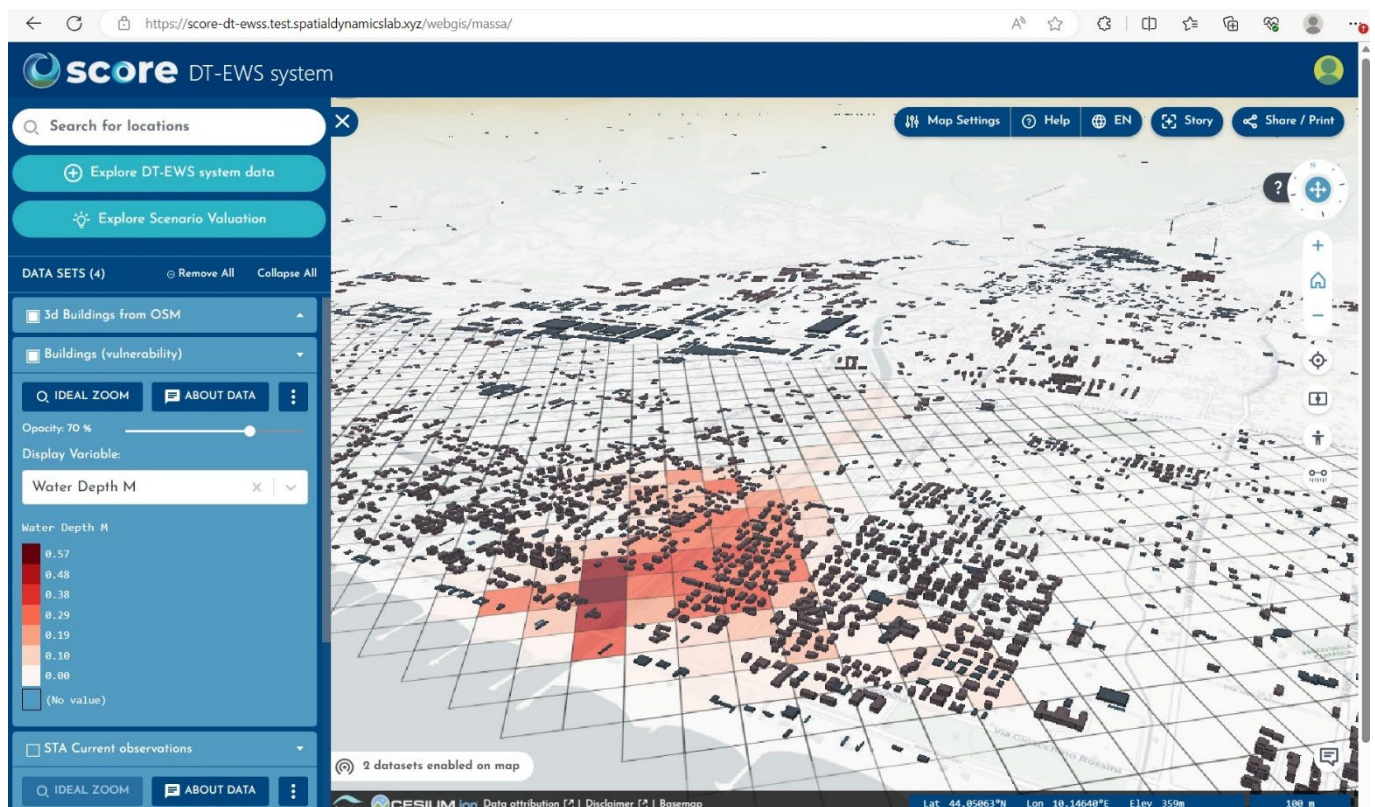 https://score-dt-ewss.test.spatialdynamicslab.xyz/webgis/massa/
score DT-EWS system
Search for locations
Map Settings
Help
EN
Story
Share / Print
Explore DT-EWS system data
?
N
Explore Scenario Valuation
DATA SETS (4)
Remove All
Collapse All
3d Buildings from OSM
Buildings (vulnerability)
IDEAL ZOOM
ABOUT DATA
Opacity: 70 %
Display Variable:
Water Depth M
Water Depth M
0.57
0.48
0.38
0.29
0.19
0.10
0.00
(No value)
STA Current observations
IDEAL ZOOM
ABOUT DATA
2 datasets enabled on map
Via Gioacchino Rossini
CESIUM ion Data attribution | Disclaimer | Basemap
Lat 44.05063°N Lon 10.14640°E Elev 359m
100 m